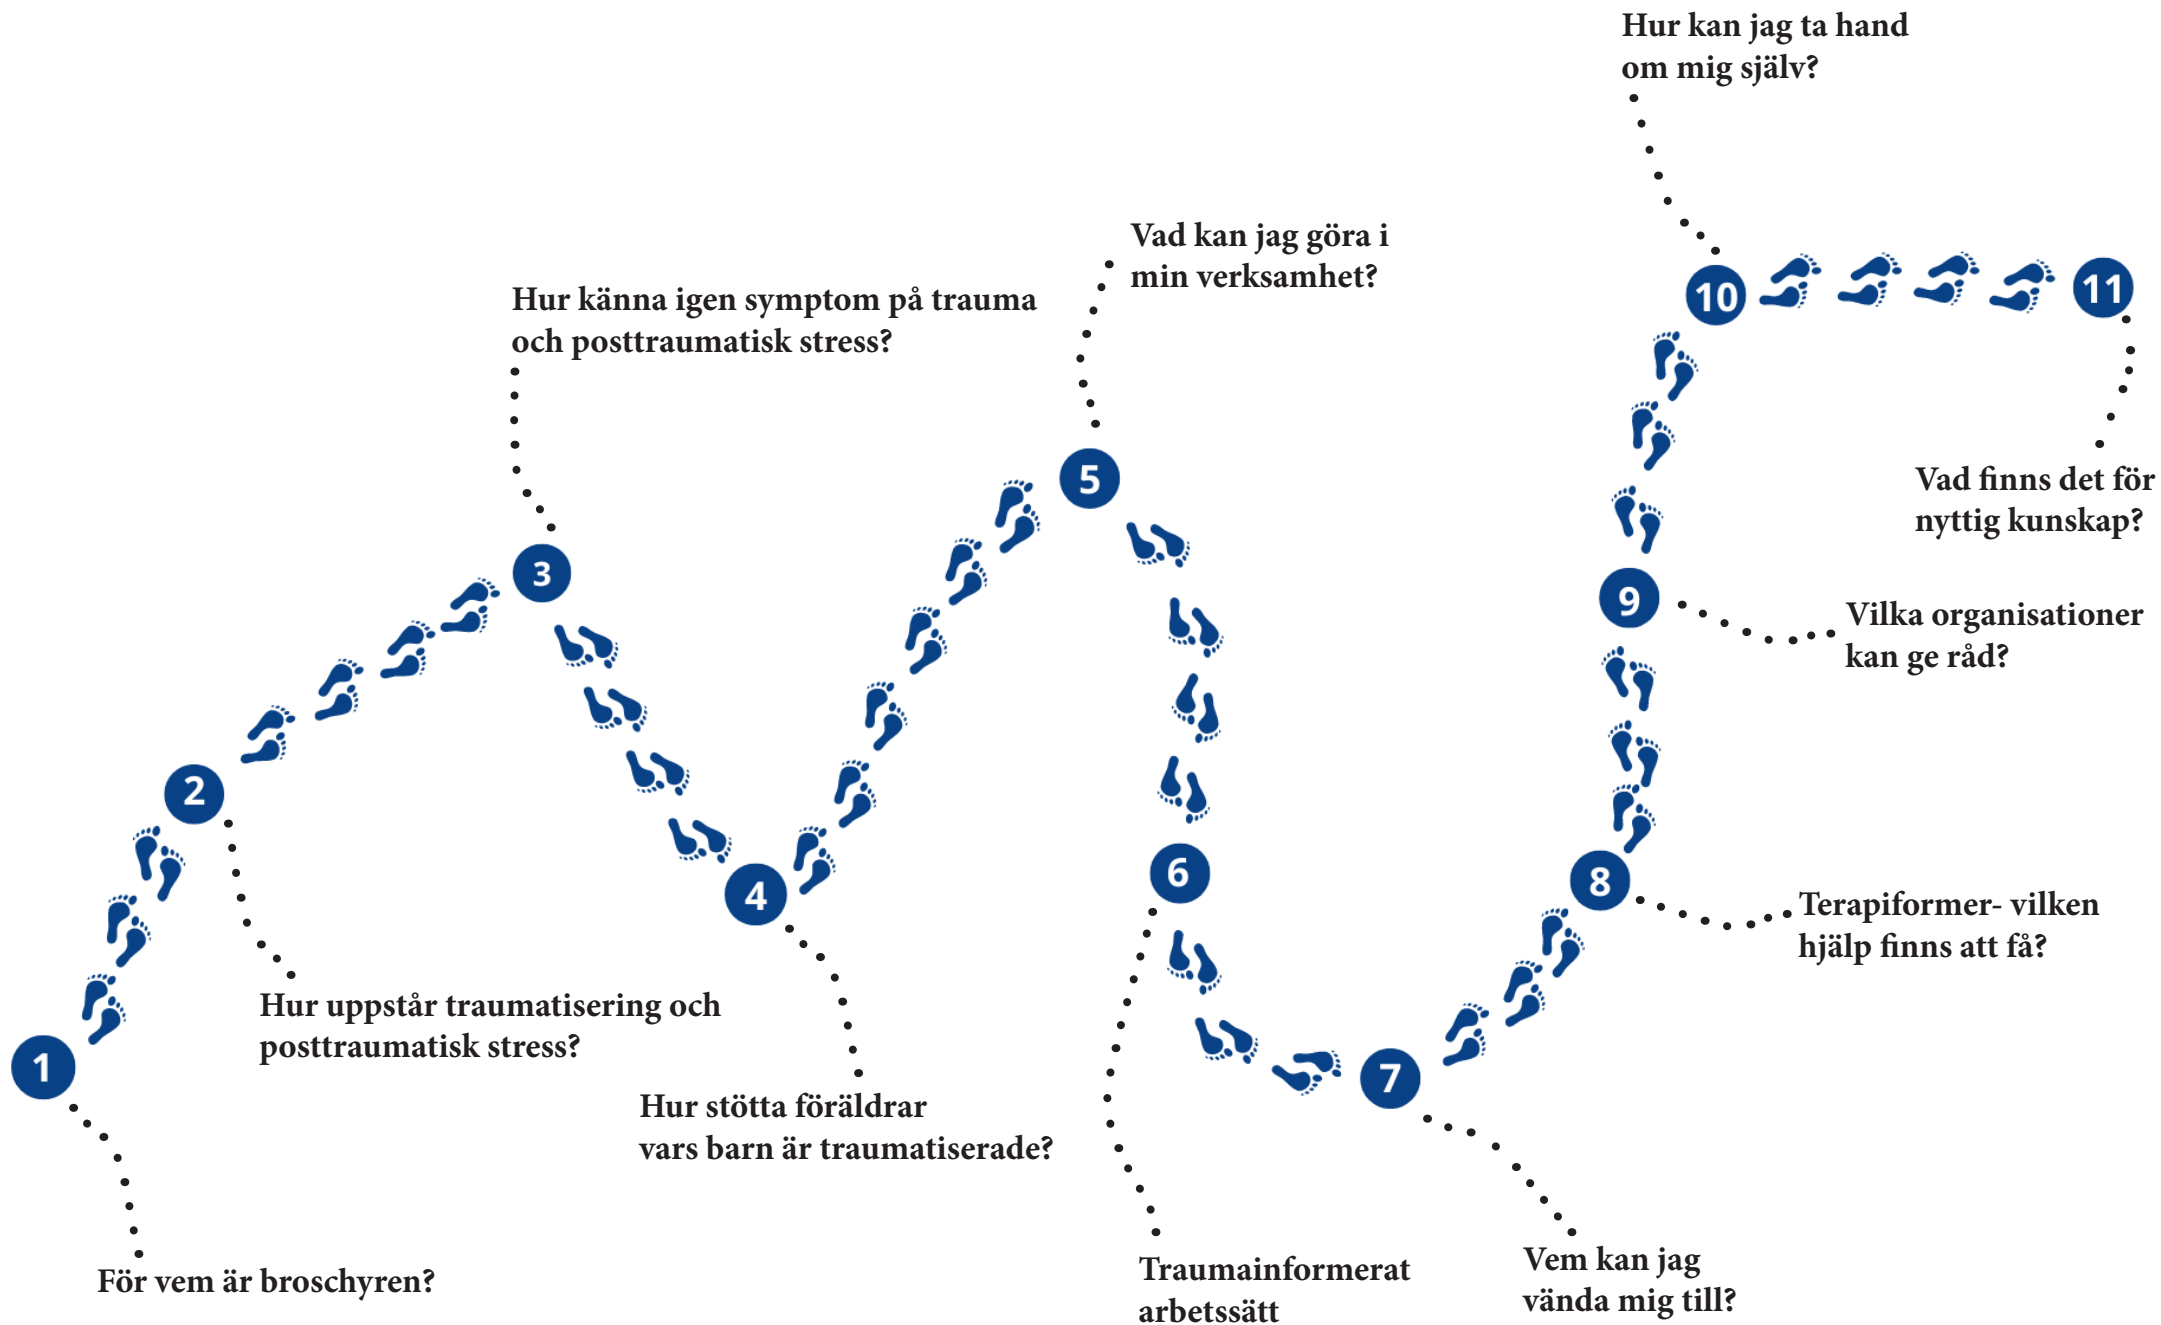 1
För vem är broschyren?
2
Hur uppstår traumatisering och
posttraumatisk stress?
3
Hur känna igen symptom på trauma
och posttraumatisk stress?
4
Hur stötta föräldrar
vars barn är traumatiserade?
5
Vad kan jag göra i
min verksamhet?
6
Traumainformerat
arbetssätt
7
Vem kan jag
vända mig till?
8
Terapiformer- vilken
hjälp finns att få?
9
Vilka organisationer
kan ge råd?
10
Hur kan jag ta hand
om mig själv?
11
Vad finns det för
nyttig kunskap?